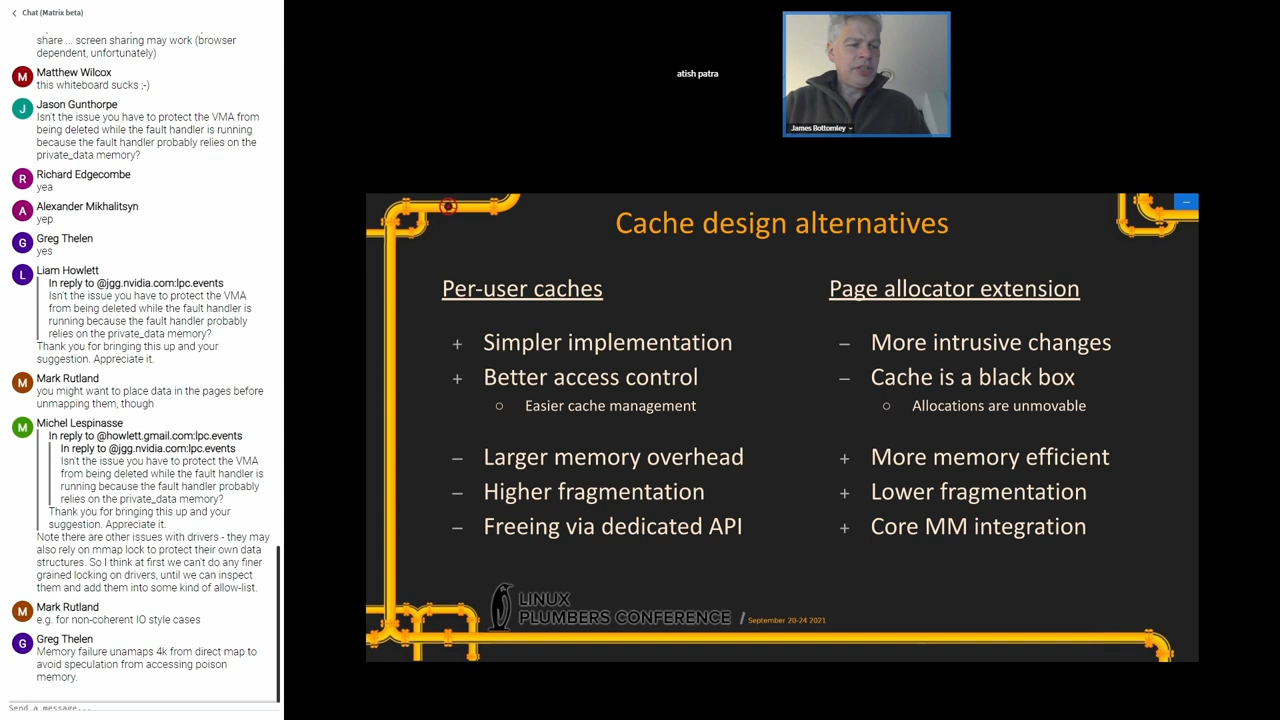 Chat (Matrix beta)
share ... screen sharing may work (browser
dependent, unfortunately)
M
Matthew Wilcox
this whiteboard sucks ;-)
J
Jason Gunthorpe
Isn't the issue you have to protect the VMA from
being deleted while the fault handler is running
because the fault handler probably relies on the
private_data memory?
R
Richard Edgecombe
yea
A
Alexander Mikhalitsyn
yep
G
Greg Thelen
yes
L
Liam Howlett
In reply to @jgg.nvidia.com:lpc.events
Isn't the issue you have to protect the VMA
from being deleted while the fault handler is
running because the fault handler probably
relies on the private_data memory?
Thank you for bringing this up and your
suggestion. Appreciate it.
M
Mark Rutland
you might want to place data in the pages before
unmapping them, though
M
Michel Lespinasse
In reply to @howlett.gmail.com:lpc.events
In reply to @jgg.nvidia.com:lpc.events
Isn't the issue you have to protect the VMA
from being deleted while the fault handler
is running because the fault handler probably
relies on the private_data memory?
Thank you for bringing this up and your
suggestion. Appreciate it.
Note there are other issues with drivers - they may
also rely on mmap lock to protect their own data
structures. So I think at first we can't do any finer
grained locking on drivers, until we can inspect
them and add them into some kind of allow-list.
M
Mark Rutland
e.g. for non-coherent IO style cases
G
Greg Thelen
Memory failure unamaps 4k from direct map to
avoid speculation from accessing poison
memory.
Send a message...
atish patra
James Bottomley
Cache design alternatives
Per-user caches
+ Simpler implementation
+ Better access control
○ Easier cache management
– Larger memory overhead
– Higher fragmentation
– Freeing via dedicated API
Page allocator extension
– More intrusive changes
– Cache is a black box
○ Allocations are unmovable
+ More memory efficient
+ Lower fragmentation
+ Core MM integration
LINUX
PLUMBERS CONFERENCE / September 20-24 2021